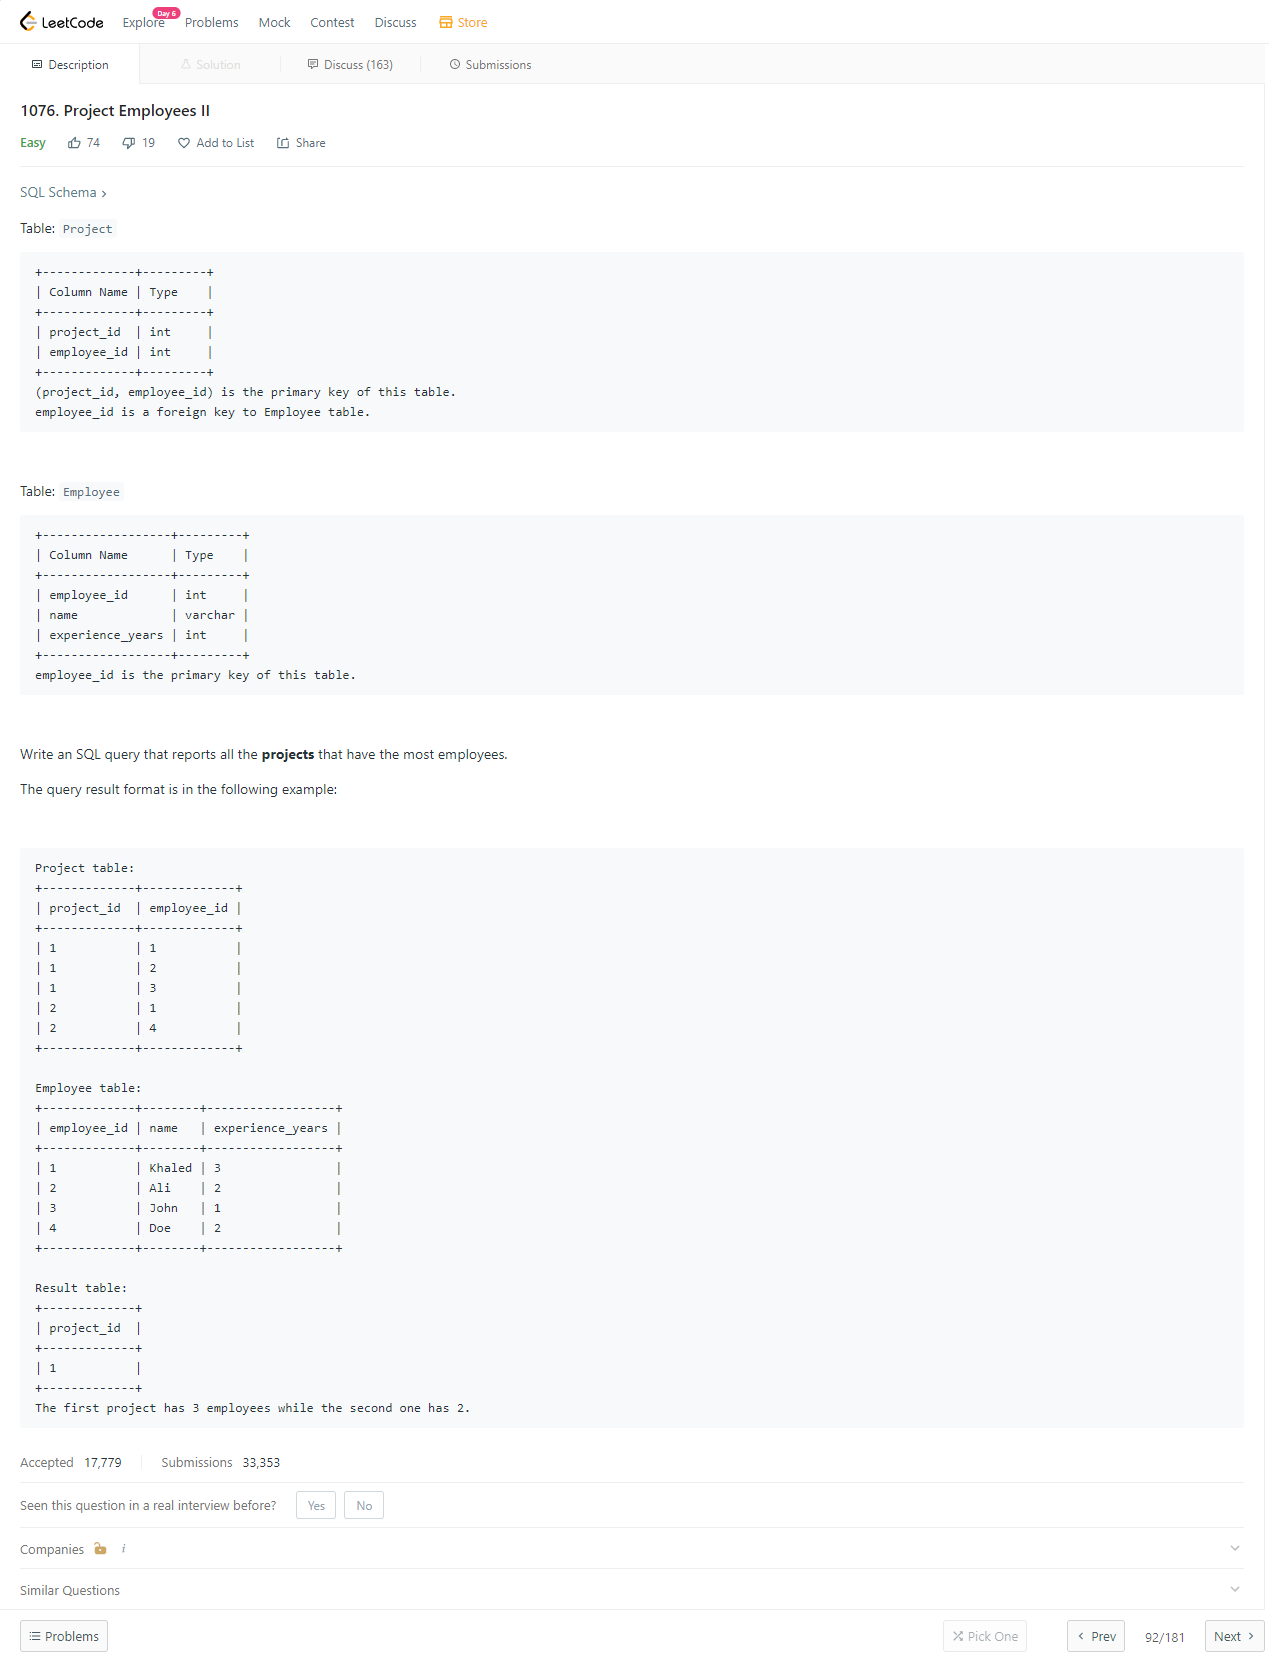 LeetCode Explore Day 6 Problems Mock Contest Discuss Store
Description Solution Discuss (163) Submissions
1076. Project Employees II
Easy 74 19 Add to List Share
SQL Schema ›
Table: Project
+-------------+---------+
| Column Name | Type    |
+-------------+---------+
| project_id  | int     |
| employee_id | int     |
+-------------+---------+
(project_id, employee_id) is the primary key of this table.
employee_id is a foreign key to Employee table.
Table: Employee
+------------------+---------+
| Column Name      | Type    |
+------------------+---------+
| employee_id      | int     |
| name             | varchar |
| experience_years | int     |
+------------------+---------+
employee_id is the primary key of this table.
Write an SQL query that reports all the projects that have the most employees.
The query result format is in the following example:
Project table:
+-------------+-------------+
| project_id  | employee_id |
+-------------+-------------+
| 1           | 1           |
| 1           | 2           |
| 1           | 3           |
| 2           | 1           |
| 2           | 4           |
+-------------+-------------+
Employee table:
+-------------+--------+------------------+
| employee_id | name   | experience_years |
+-------------+--------+------------------+
| 1           | Khaled | 3                |
| 2           | Ali    | 2                |
| 3           | John   | 1                |
| 4           | Doe    | 2                |
+-------------+--------+------------------+
Result table:
+-------------+
| project_id  |
+-------------+
| 1           |
+-------------+
The first project has 3 employees while the second one has 2.
Accepted 17,779 Submissions 33,353
Seen this question in a real interview before? Yes No
Companies i
Similar Questions
Problems Pick One ‹ Prev 92/181 Next ›